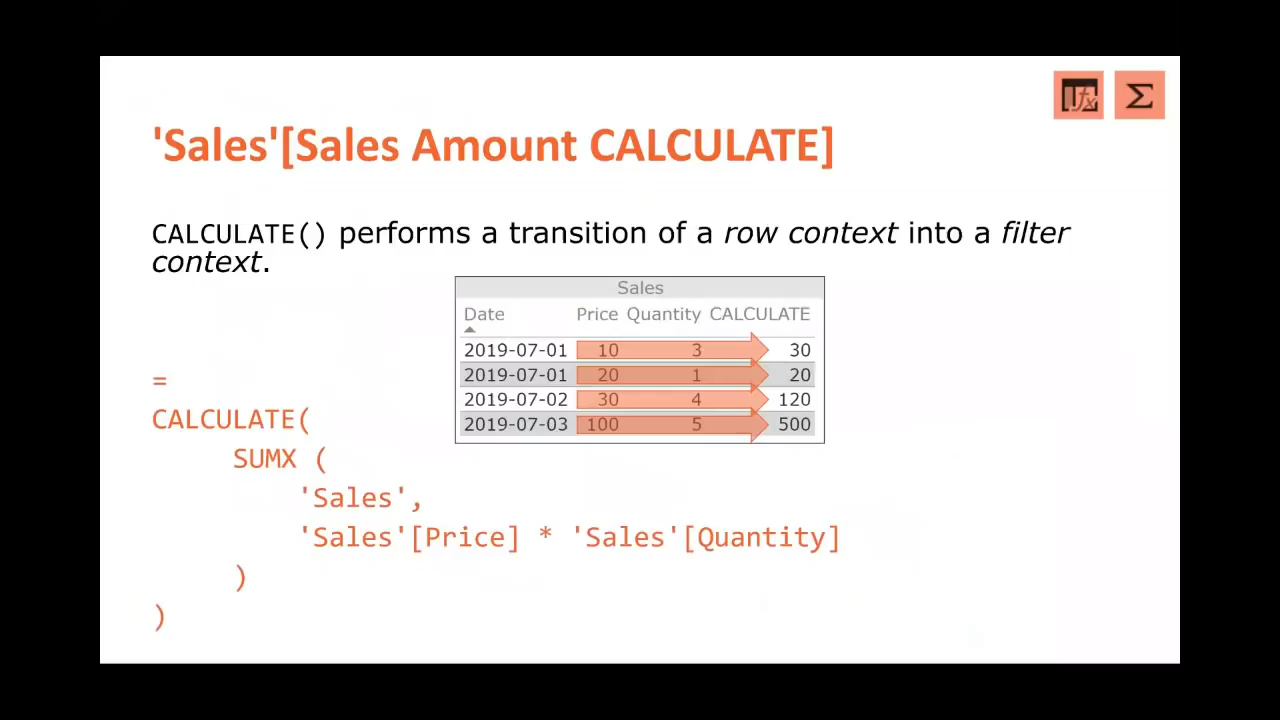 'Sales'[Sales Amount CALCULATE]
fx
Σ
CALCULATE() performs a transition of a row context into a filter
context.
Sales
Date Price Quantity CALCULATE
2019-07-01 10 3 30
2019-07-01 20 1 20
2019-07-02 30 4 120
2019-07-03 100 5 500
=
CALCULATE(
SUMX (
'Sales',
'Sales'[Price] * 'Sales'[Quantity]
)
)